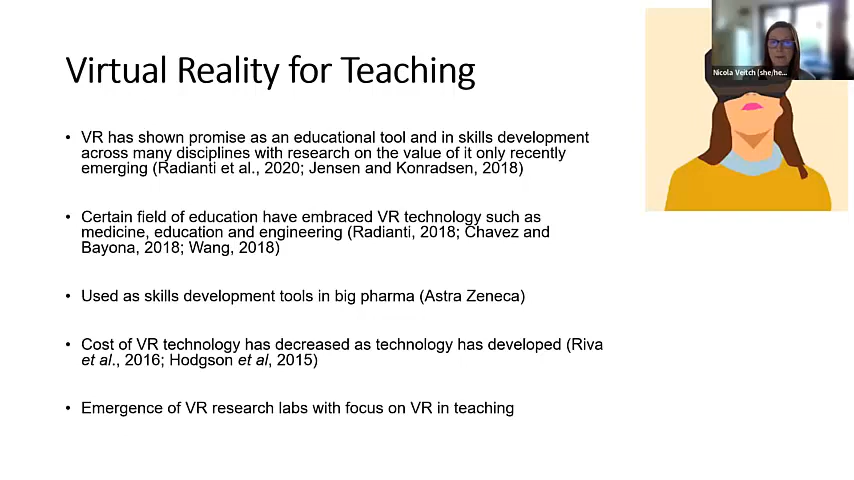 Virtual Reality for Teaching
Nicola Veitch (she/he...
• VR has shown promise as an educational tool and in skills development
across many disciplines with research on the value of it only recently
emerging (Radianti et al., 2020; Jensen and Konradsen, 2018)
• Certain field of education have embraced VR technology such as
medicine, education and engineering (Radianti, 2018; Chavez and
Bayona, 2018; Wang, 2018)
• Used as skills development tools in big pharma (Astra Zeneca)
• Cost of VR technology has decreased as technology has developed (Riva
et al., 2016; Hodgson et al, 2015)
• Emergence of VR research labs with focus on VR in teaching